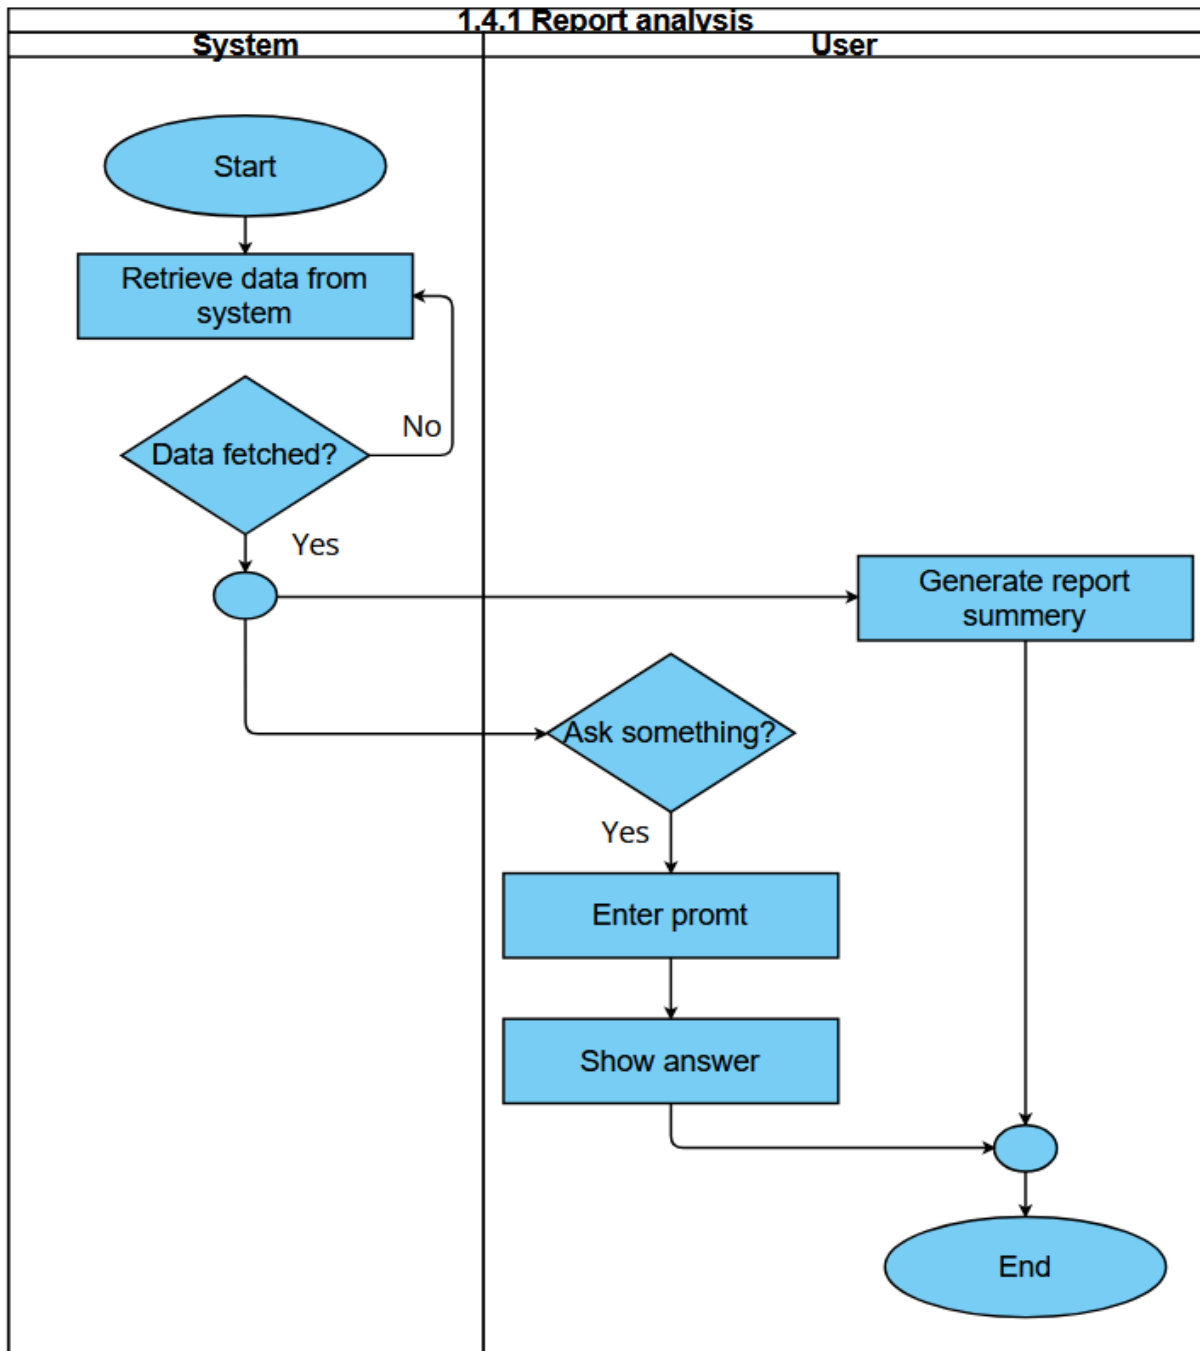 1.4.1 Report analysis
System
User
Start
Retrieve data from
system
No
Data fetched?
Yes
Generate report
summery
Ask something?
Yes
Enter promt
Show answer
End